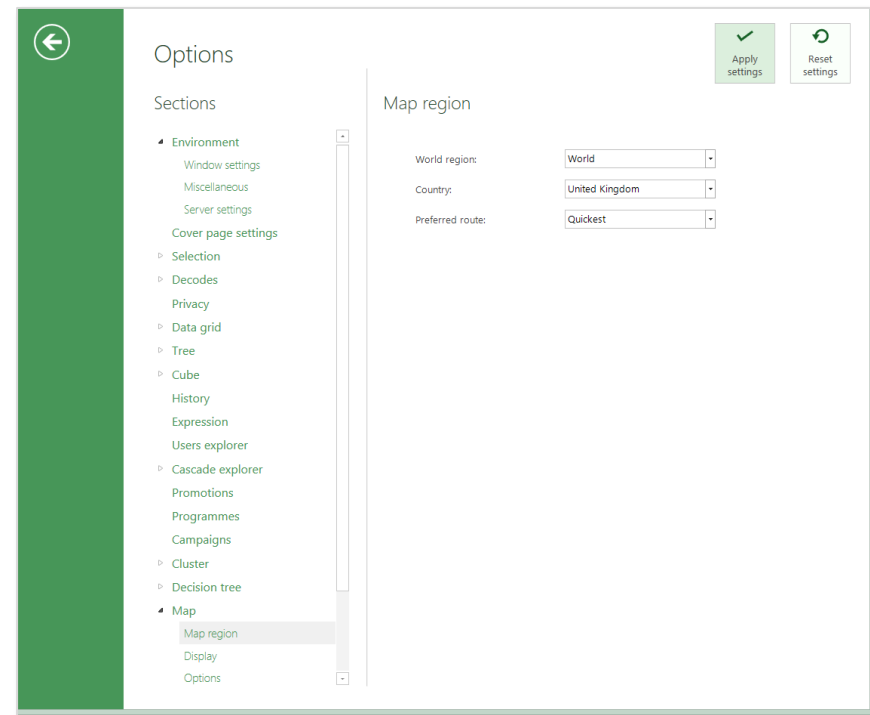 Options
Apply
settings
Reset
settings
Sections
Environment
Window settings
Miscellaneous
Server settings
Cover page settings
Selection
Decodes
Privacy
Data grid
Tree
Cube
History
Expression
Users explorer
Cascade explorer
Promotions
Programmes
Campaigns
Cluster
Decision tree
Map
Map region
Display
Options
Map region
World region: World
Country: United Kingdom
Preferred route: Quickest